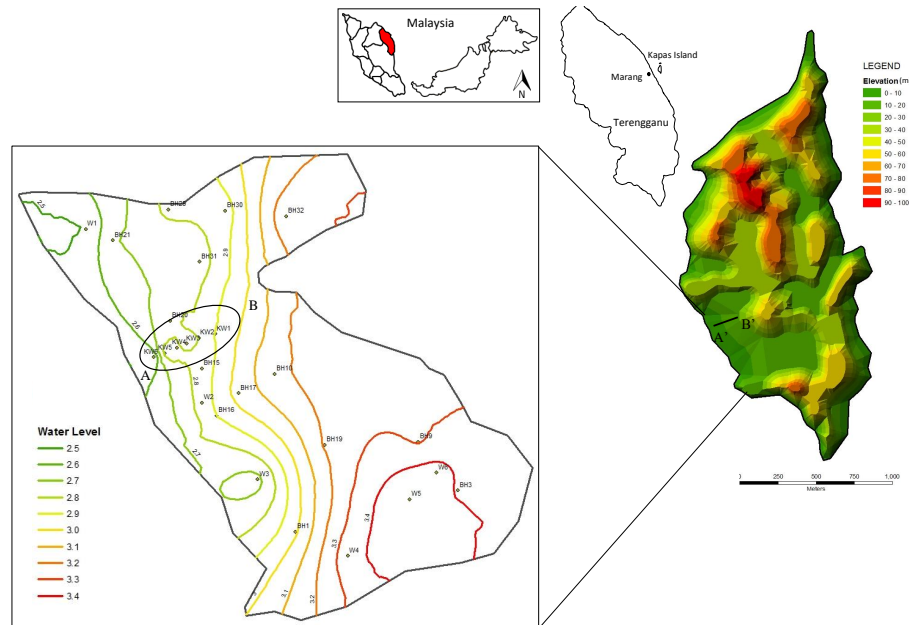 Malaysia
N
Kapas Island
Marang
Terengganu
LEGEND
Elevation (m
0 - 10
10 - 20
20 - 30
30 - 40
40 - 50
50 - 60
60 - 70
70 - 80
80 - 90
90 - 100
2.5
W1
BH21
BH30
2.9
BH32
BH31
2.6
B
KW1
KW2
KW3
KW4
KW5
KW6
A
BH15
2.8
W2
BH16
BH17
BH10
2.7
W3
BH19
BH9
W6
W5
BH3
3.4
BH1
3.3
W4
3
3.1
3.2
Water Level
2.5
2.6
2.7
2.8
2.9
3.0
3.1
3.2
3.3
3.4
B'
A'
250
500
750
1,000
Meters